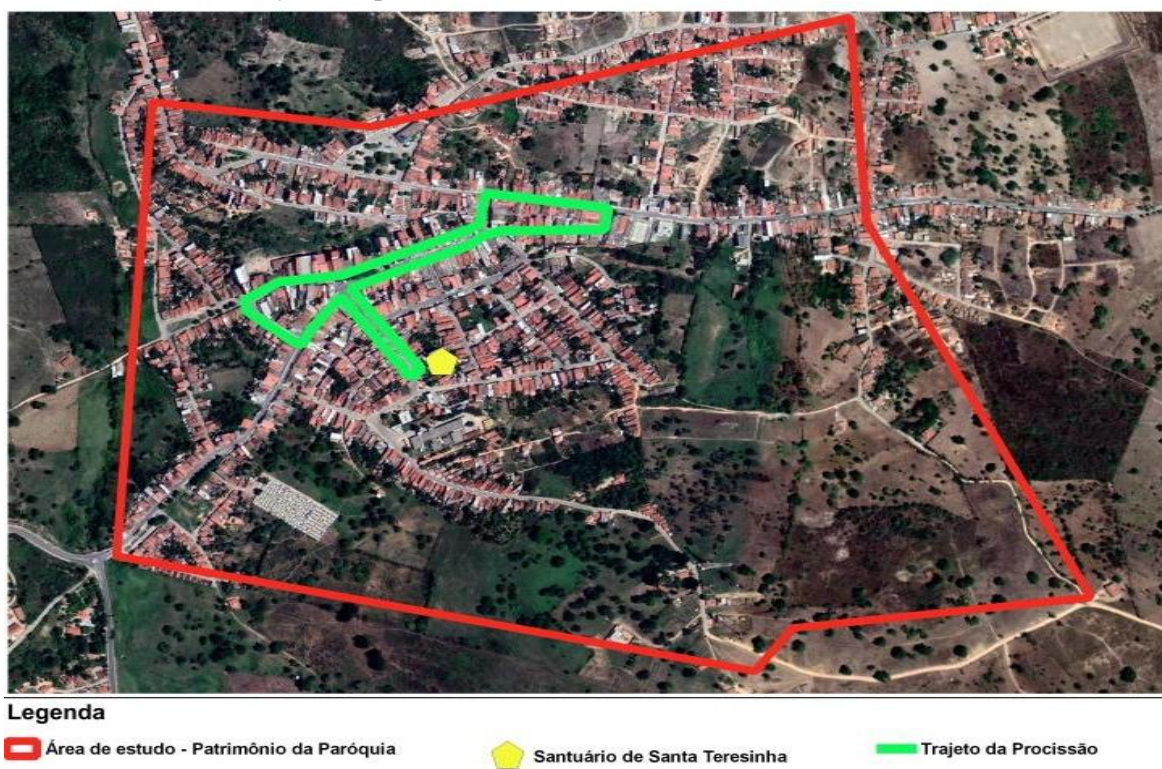 Legenda
Área de estudo - Patrimônio da Paróquia
Santuário de Santa Teresinha
Trajeto da Procissão